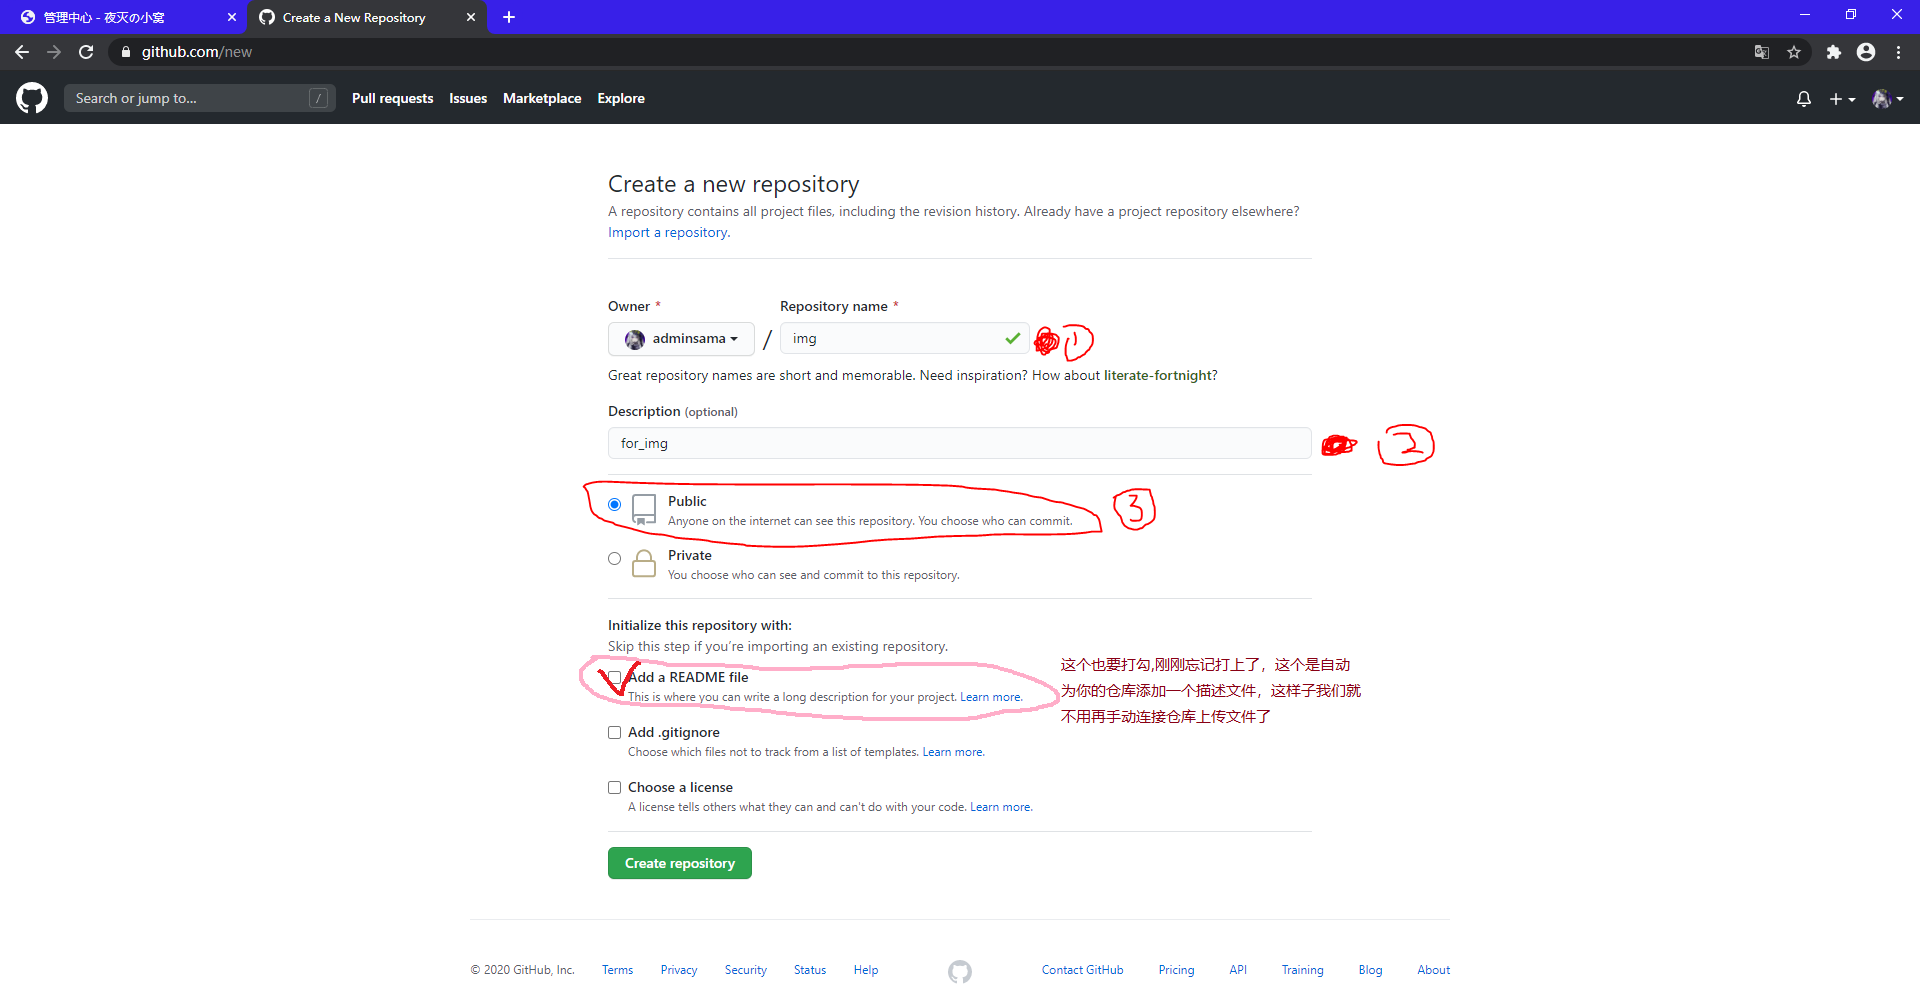 管理中心 - 夜灭の小窝
Create a New Repository
github.com/new
Search or jump to...
/
Pull requests
Issues
Marketplace
Explore
Create a new repository
A repository contains all project files, including the revision history. Already have a project repository elsewhere?
Import a repository.
Owner *
Repository name *
adminsama
/
img
1
Great repository names are short and memorable. Need inspiration? How about literate-fortnight?
Description (optional)
for_img
2
Public
Anyone on the internet can see this repository. You choose who can commit.
3
Private
You choose who can see and commit to this repository.
Initialize this repository with:
Skip this step if you're importing an existing repository.
Add a README file
This is where you can write a long description for your project. Learn more.
这个也要打勾,刚刚忘记打上了，这个是自动
为你的仓库添加一个描述文件，这样子我们就
不用再手动连接仓库上传文件了
Add .gitignore
Choose which files not to track from a list of templates. Learn more.
Choose a license
A license tells others what they can and can't do with your code. Learn more.
Create repository
© 2020 GitHub, Inc.
Terms
Privacy
Security
Status
Help
Contact GitHub
Pricing
API
Training
Blog
About